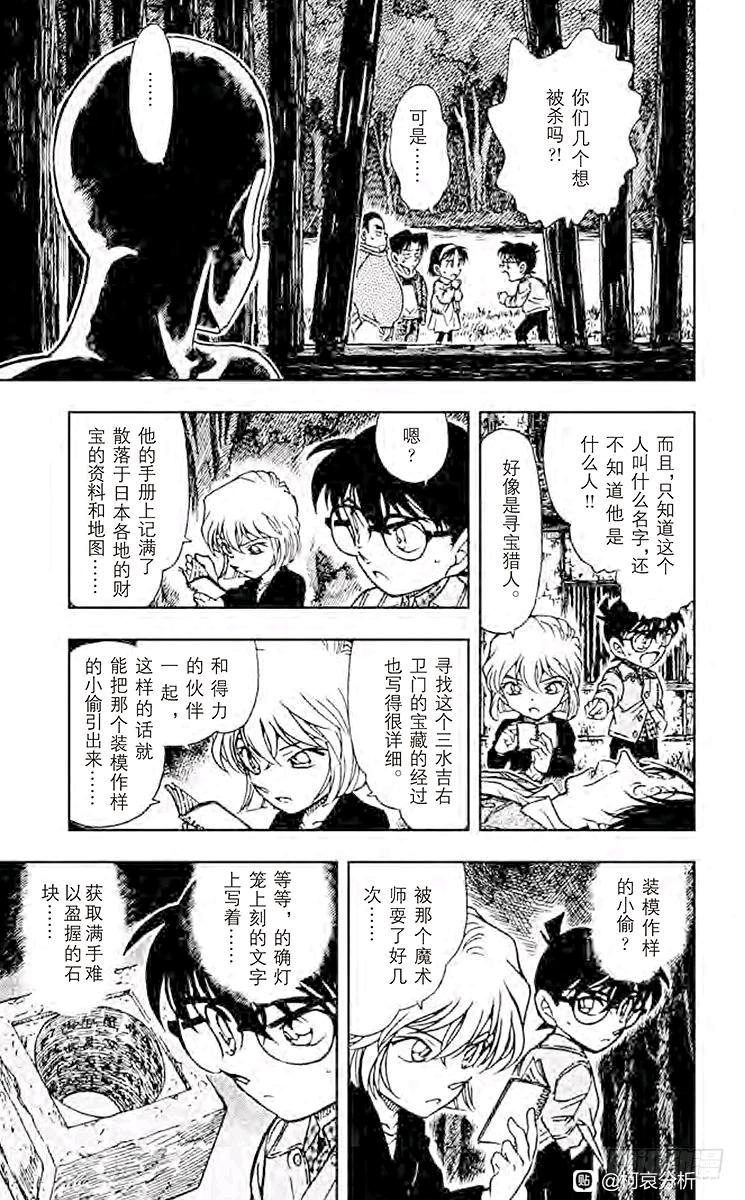 你们几个想
被杀吗?!
可是……
……
而且,只知道这个
人叫什么名字,还
不知道他是
什么人!!
好像是寻宝猎人。
嗯?
他的手册上记满了
散落于日本各地的财
宝的资料和地图……
寻找这个三水吉右
卫门的宝藏的经过
也写得很详细。
和得力
的伙伴
一起,
这样的话就
能把那个装模作样
的小偷引出来……
装模作样
的小偷?
被那个魔术
师耍了好几
次……
等等,的确灯
笼上刻的文字
上写着……
获取满手难
以盈握的石
块……
贴 @柯哀分析